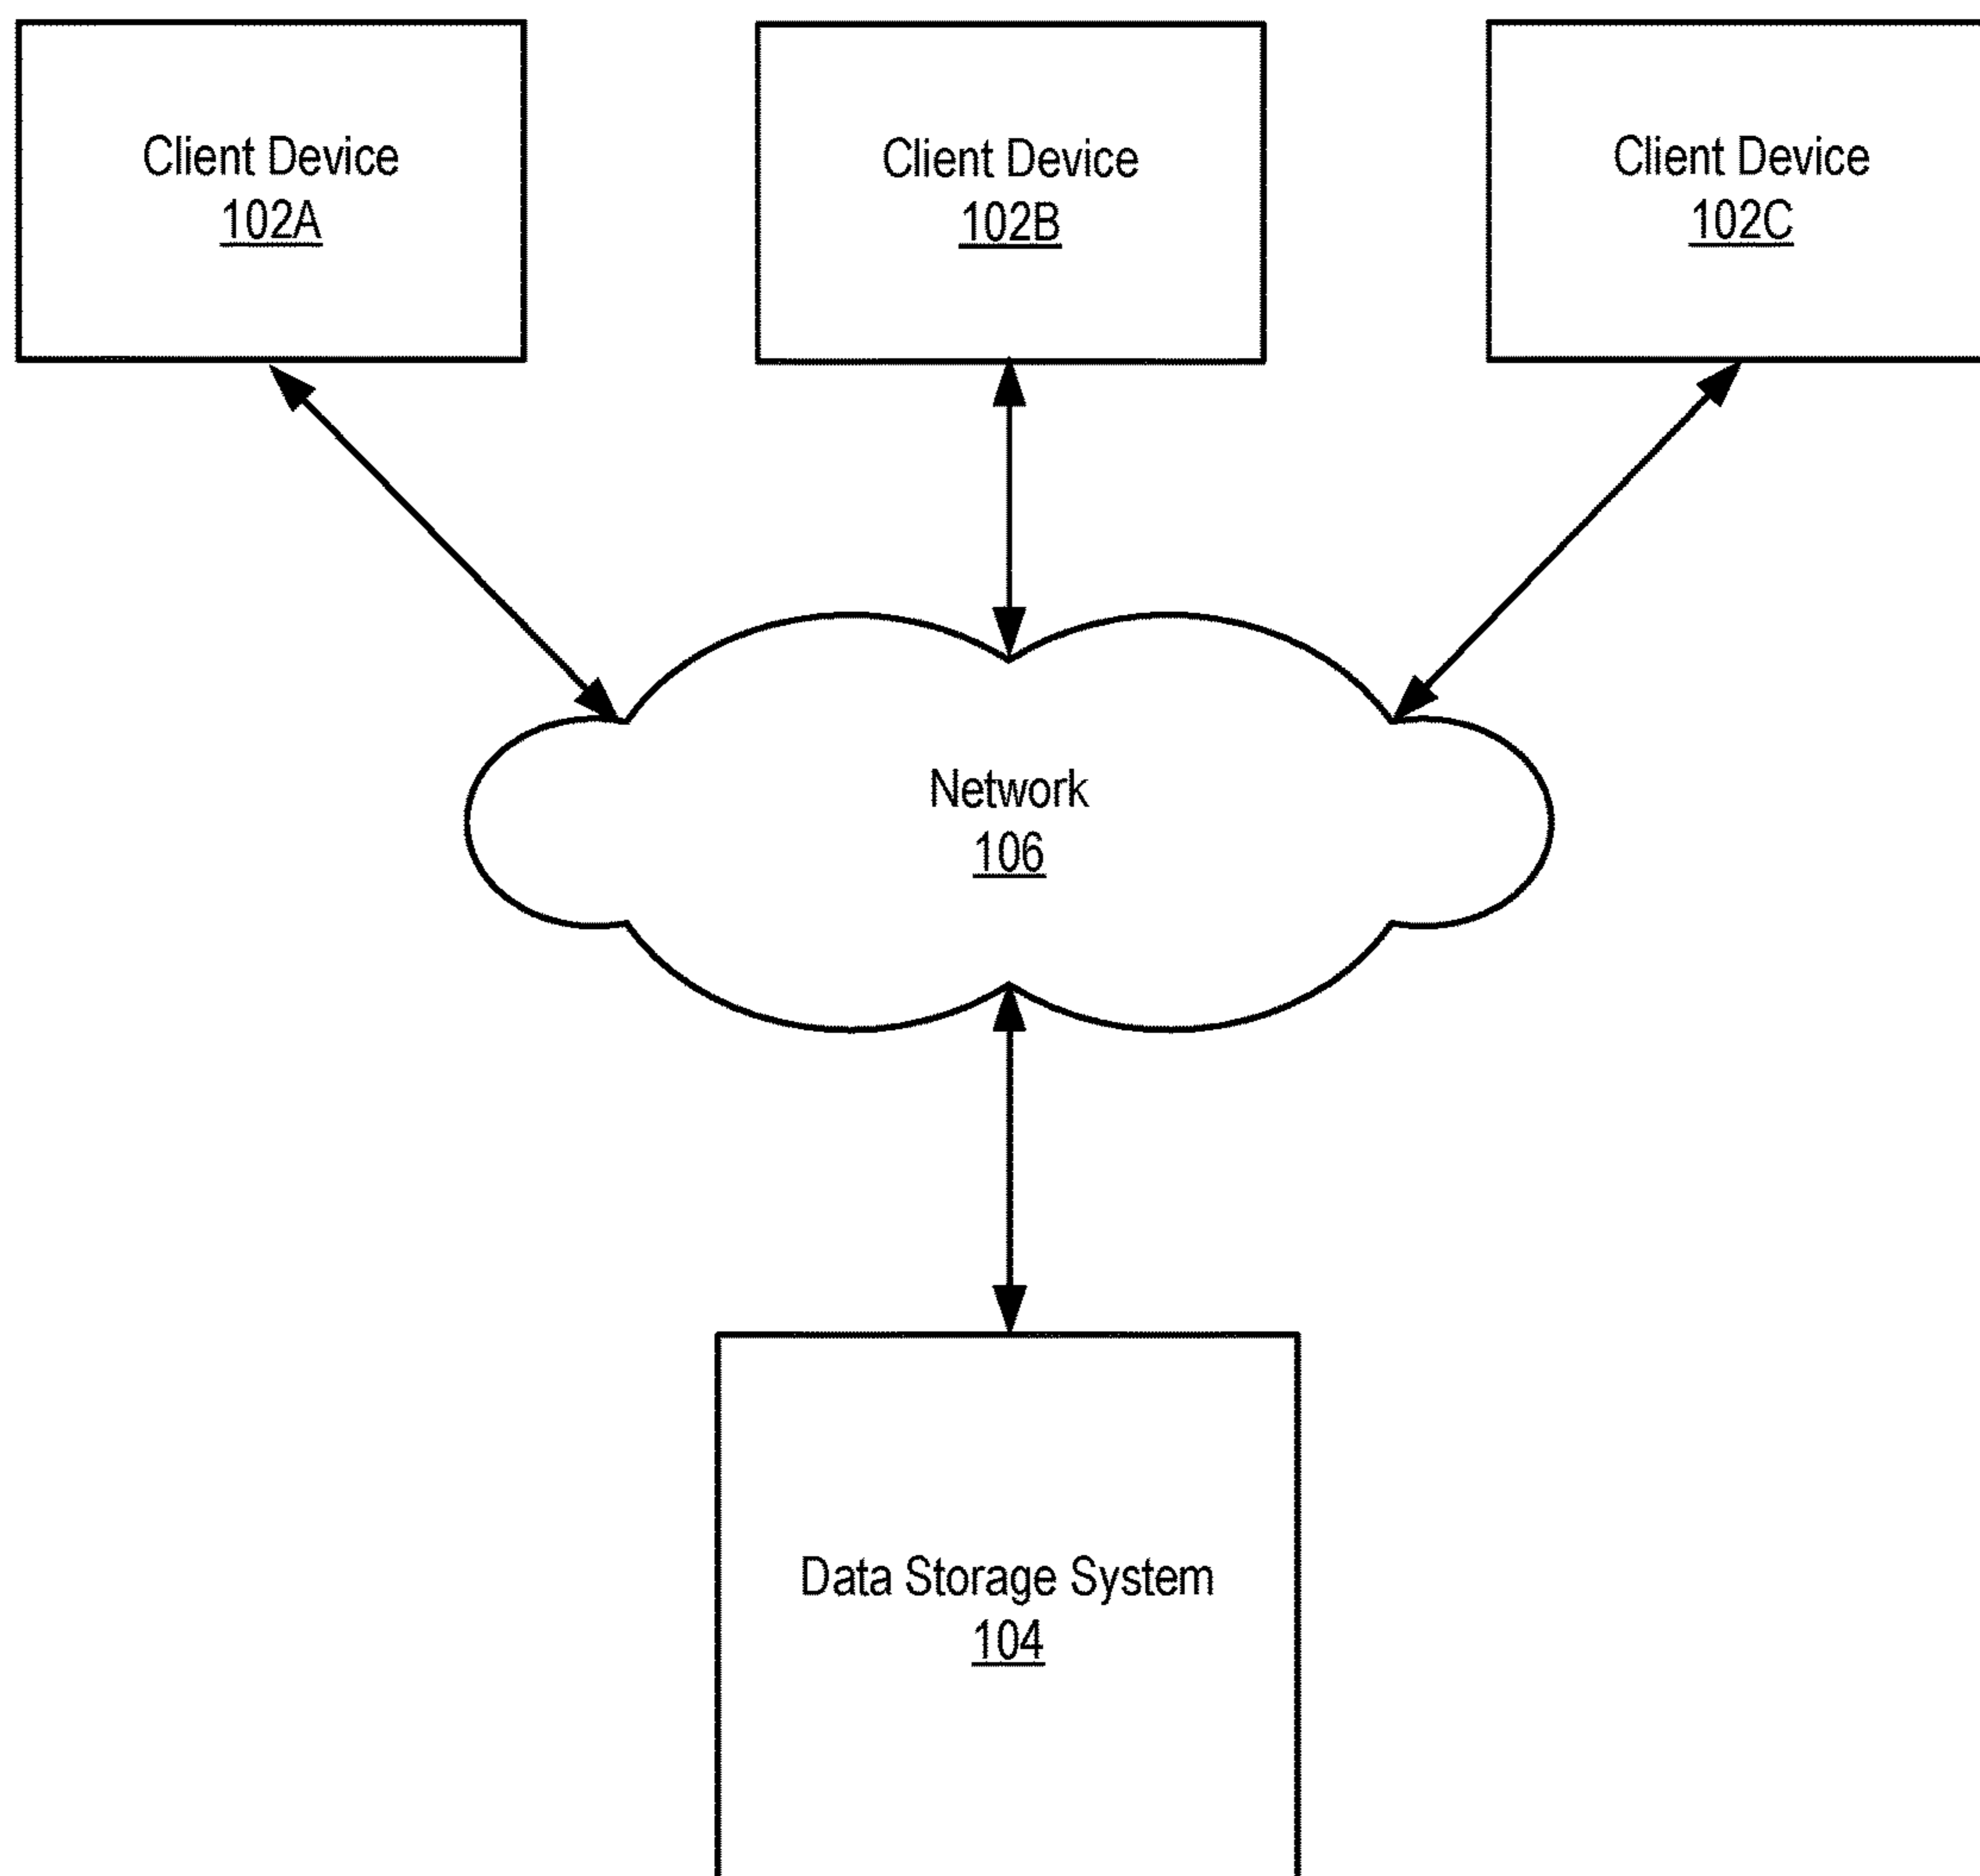 Client Device
102A
Client Device
102B
Client Device
102C
Network
106
Data Storage System
104